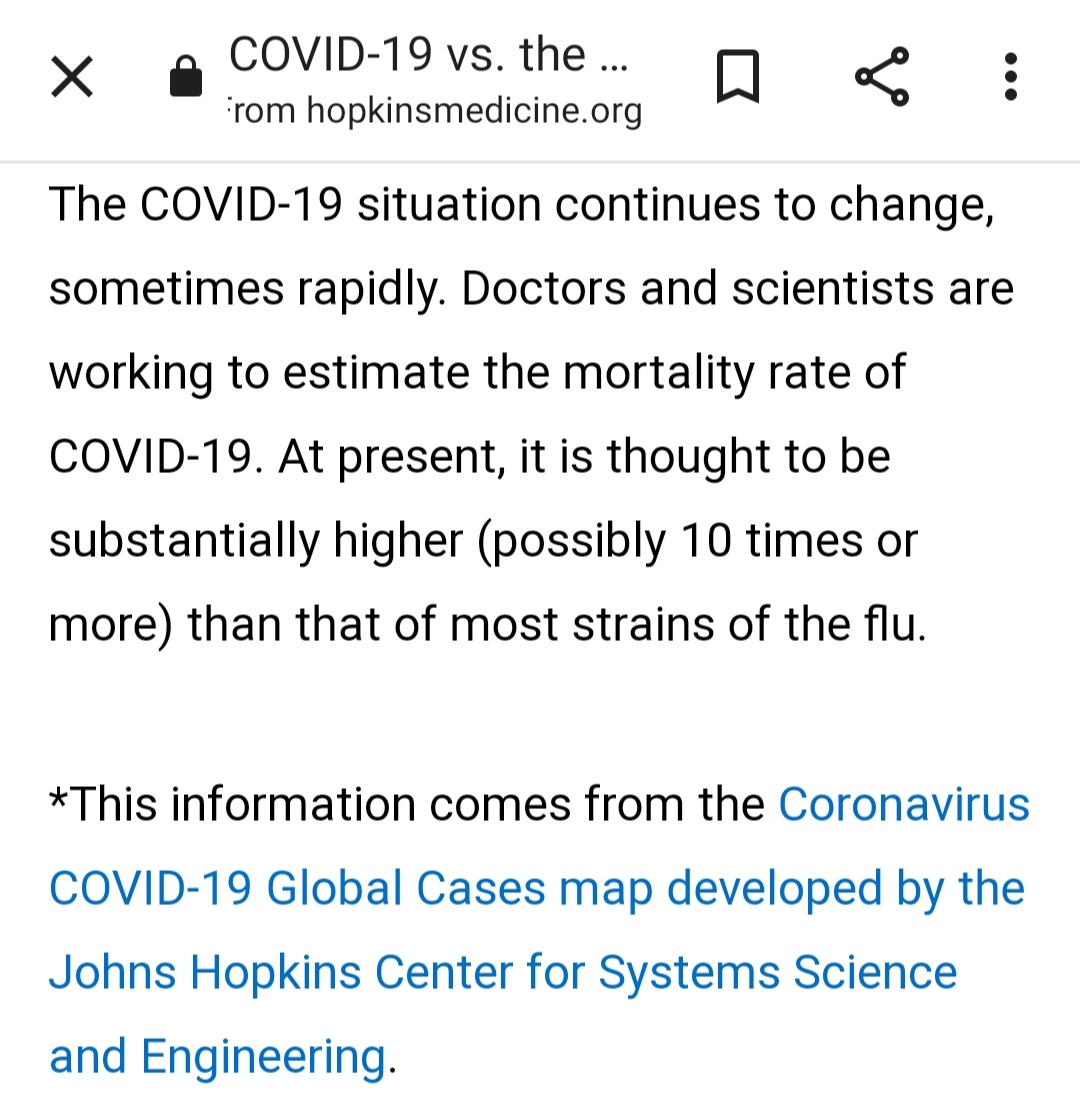 COVID-19 vs. the ...
rom hopkinsmedicine.org
The COVID-19 situation continues to change,
sometimes rapidly. Doctors and scientists are
working to estimate the mortality rate of
COVID-19. At present, it is thought to be
substantially higher (possibly 10 times or
more) than that of most strains of the flu.
*This information comes from the Coronavirus
COVID-19 Global Cases map developed by the
Johns Hopkins Center for Systems Science
and Engineering.